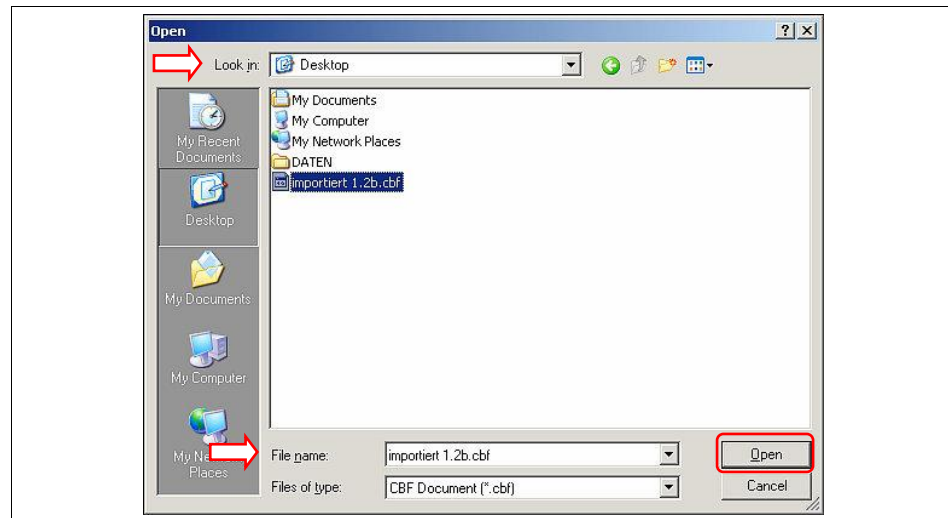 Open
Look in:
Desktop
My Recent
Documents
Desktop
My Documents
My Computer
My Ne
Places
My Documents
My Computer
My Network Places
DATEN
importiert 1.2b.cbf
File name:
importiert 1.2b.cbf
Open
Files of type:
CBF Document (*.cbf)
Cancel